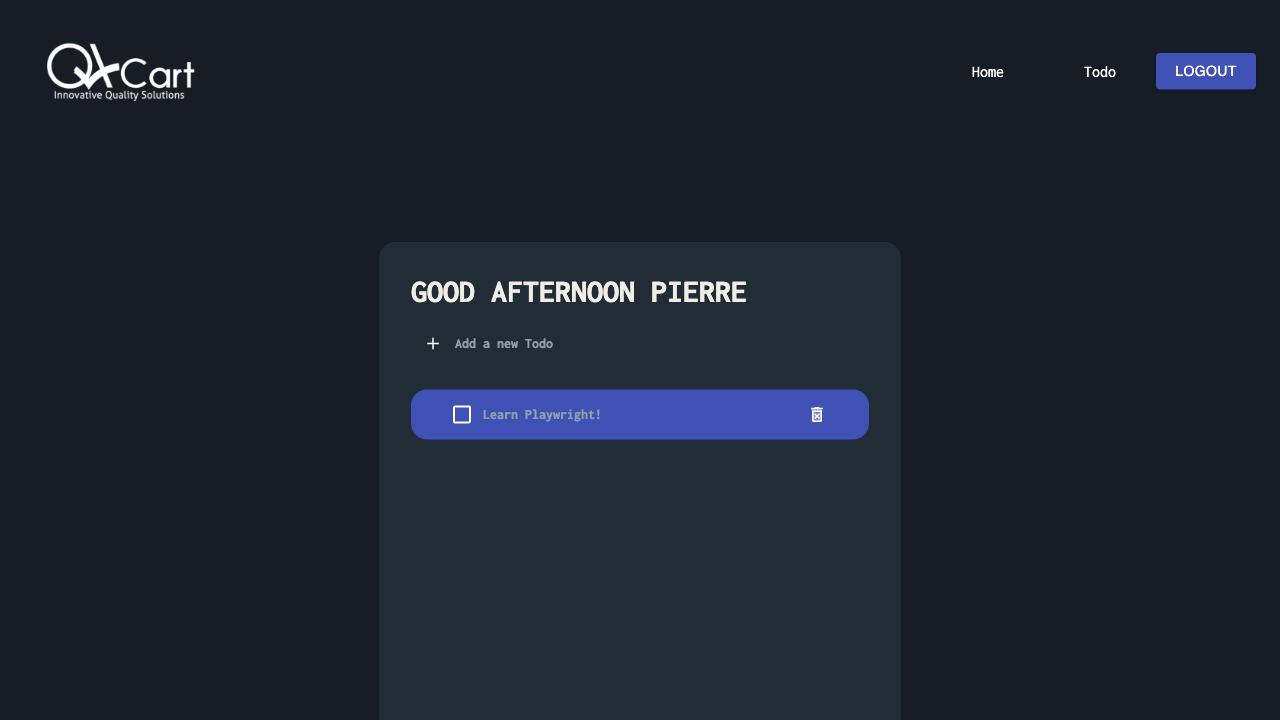 QACart
Innovative Quality Solutions
Home
Todo
LOGOUT
GOOD AFTERNOON PIERRE
Add a new Todo
Learn Playwright!